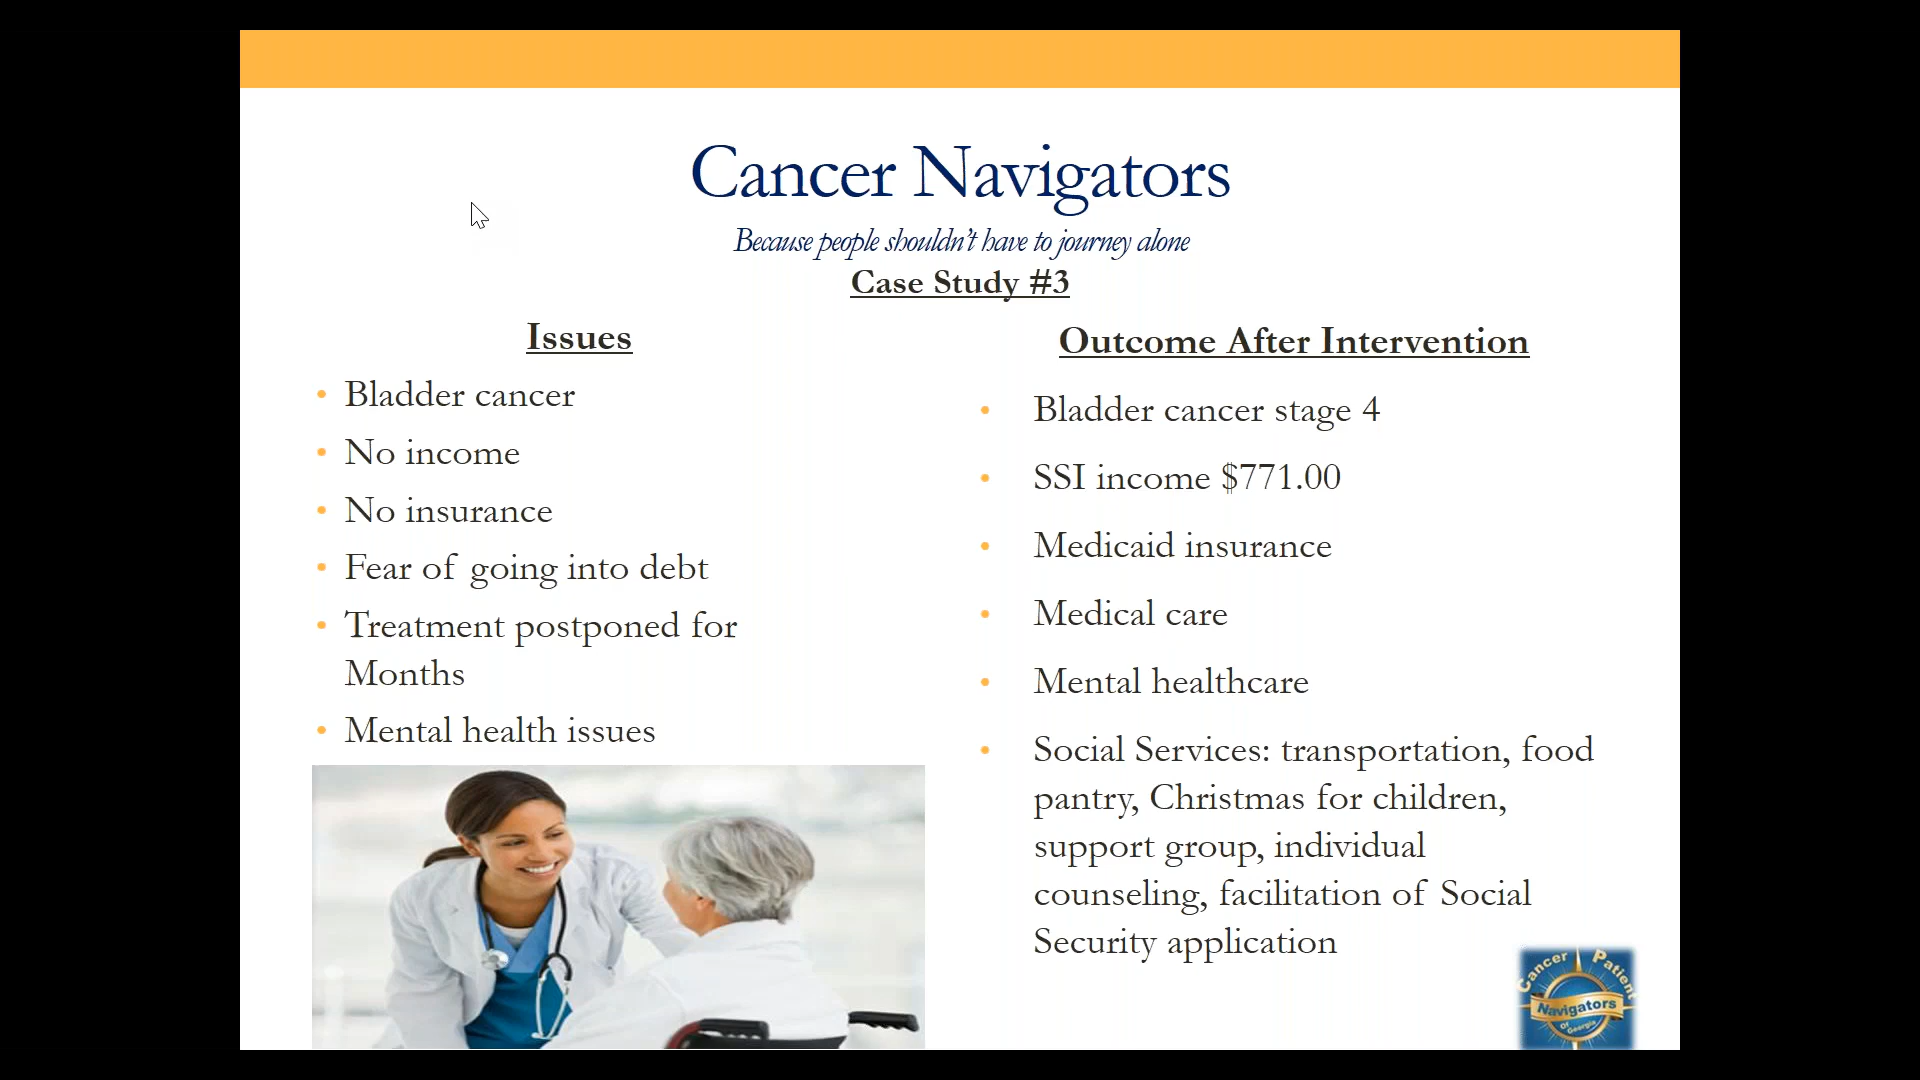 Cancer Navigators
Because people shouldn't have to journey alone
Case Study #3
Issues
• Bladder cancer
• No income
• No insurance
• Fear of going into debt
• Treatment postponed for
Months
• Mental health issues
Outcome After Intervention
• Bladder cancer stage 4
• SSI income $771.00
• Medicaid insurance
• Medical care
• Mental healthcare
• Social Services: transportation, food
pantry, Christmas for children,
support group, individual
counseling, facilitation of Social
Security application
Cancer Patient
Navigators
Of
Georgia